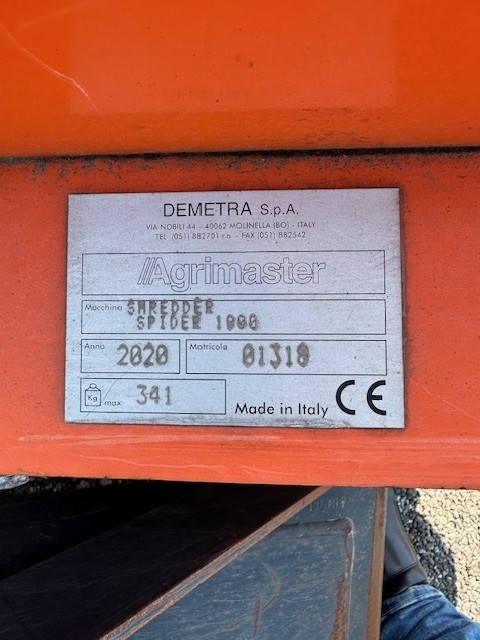 DEMETRA S.p.A.
VIA NOBILI 44 - 40062 MOLINELLA (BO) - ITALY
TEL (051) 882701 r.a. - FAX (051) 882542
Agrimaster
Macchina SHREDDER
SPIDER 1800
Anno 2020 Matricola 01318
Kg max 341
Made in Italy CE